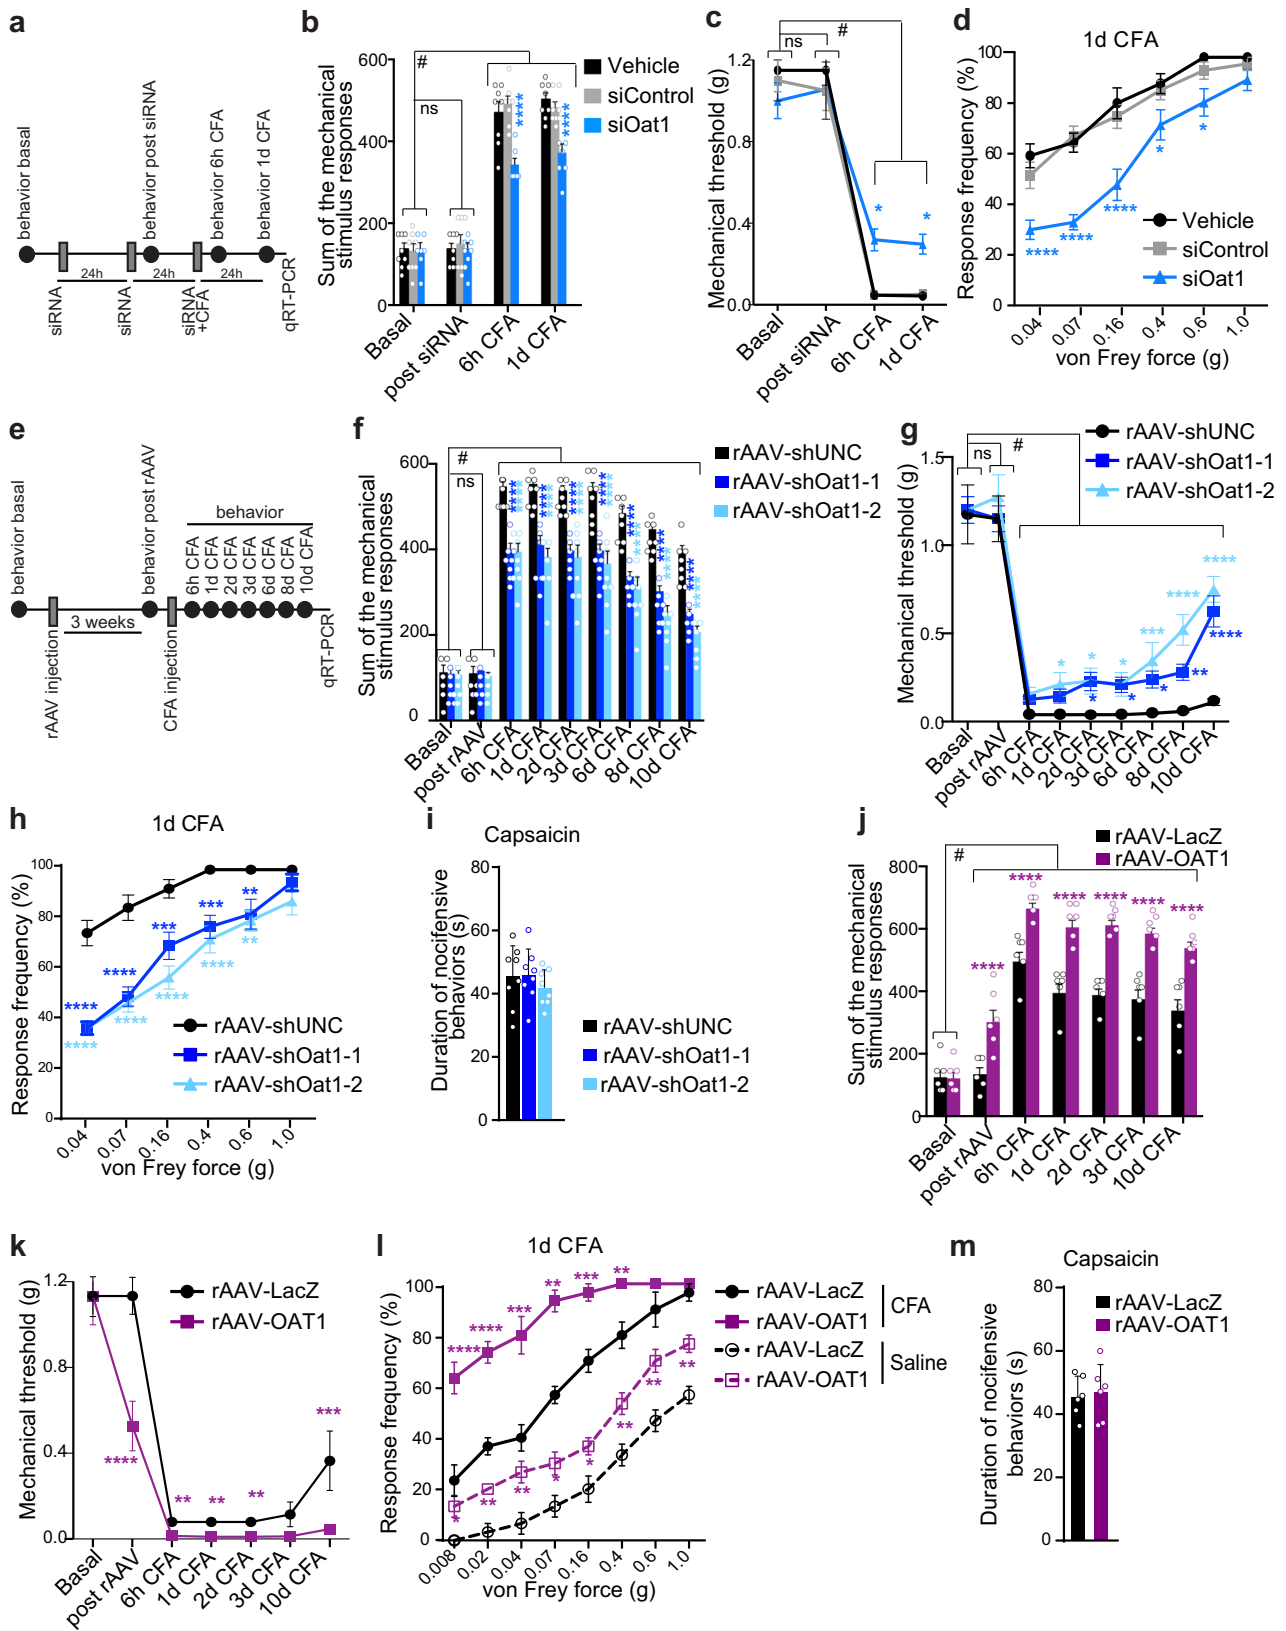 a
behavior basal
behavior post siRNA
behavior 6h CFA
behavior 1d CFA
24h
24h
24h
siRNA
siRNA
siRNA
+CFA
qRT-PCR
b
Sum of the mechanical
stimulus responses
600
400
200
0
#
ns
****
****
Vehicle
siControl
siOat1
Basal
post siRNA
6h CFA
1d CFA
c
Mechanical threshold (g)
1.2
0.8
0.4
0.0
#
ns
*
*
Basal
post siRNA
6h CFA
1d CFA
d
1d CFA
Response frequency (%)
100
80
60
40
20
0
****
****
****
*
*
Vehicle
siControl
siOat1
0.04
0.07
0.16
0.4
0.6
1.0
von Frey force (g)
e
behavior basal
behavior post rAAV
behavior
6h CFA
1d CFA
2d CFA
3d CFA
6d CFA
8d CFA
10d CFA
3 weeks
rAAV injection
CFA injection
qRT-PCR
f
Sum of the mechanical
stimulus responses
600
400
200
0
#
ns
****
****
****
****
****
****
****
****
****
****
****
****
****
****
rAAV-shUNC
rAAV-shOat1-1
rAAV-shOat1-2
Basal
post rAAV
6h CFA
1d CFA
2d CFA
3d CFA
6d CFA
8d CFA
10d CFA
g
Mechanical threshold (g)
1.5
1.0
0.5
0.0
#
ns
rAAV-shUNC
rAAV-shOat1-1
rAAV-shOat1-2
*
*
*
***
****
****
*
*
*
**
****
Basal
post rAAV
6h CFA
1d CFA
2d CFA
3d CFA
6d CFA
8d CFA
10d CFA
h
1d CFA
Response frequency (%)
100
80
60
40
20
0
****
****
***
***
**
****
****
****
****
**
rAAV-shUNC
rAAV-shOat1-1
rAAV-shOat1-2
0.04
0.07
0.16
0.4
0.6
1.0
von Frey force (g)
i
Capsaicin
Duration of nocifensive
behaviors (s)
80
60
40
20
0
rAAV-shUNC
rAAV-shOat1-1
rAAV-shOat1-2
j
rAAV-LacZ
rAAV-OAT1
Sum of the mechanical
stimulus responses
800
600
400
200
0
#
****
****
****
****
****
****
Basal
post rAAV
6h CFA
1d CFA
2d CFA
3d CFA
10d CFA
k
Mechanical threshold (g)
1.2
0.8
0.4
0.0
rAAV-LacZ
rAAV-OAT1
****
**
**
**
***
Basal
post rAAV
6h CFA
1d CFA
2d CFA
3d CFA
10d CFA
l
1d CFA
Response frequency (%)
100
80
60
40
20
0
****
****
***
**
***
**
*
**
**
*
*
**
**
**
rAAV-LacZ
rAAV-OAT1
CFA
rAAV-LacZ
rAAV-OAT1
Saline
0.008
0.02
0.04
0.07
0.16
0.4
0.6
1.0
von Frey force (g)
m
Capsaicin
Duration of nocifensive
behaviors (s)
80
60
40
20
0
rAAV-LacZ
rAAV-OAT1